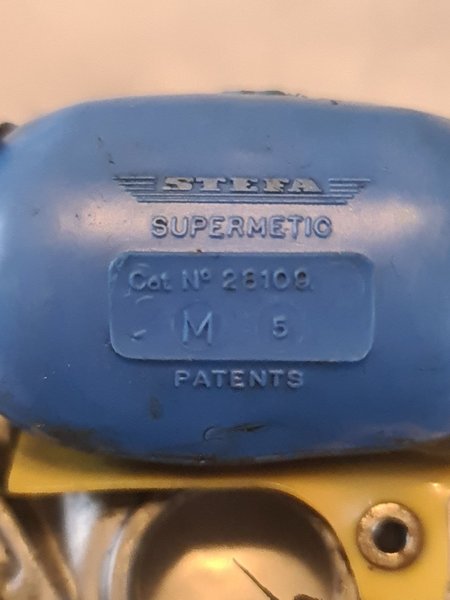 STEFA
SUPERMETIC
Cat. Nº 28109
M 5
PATENTS